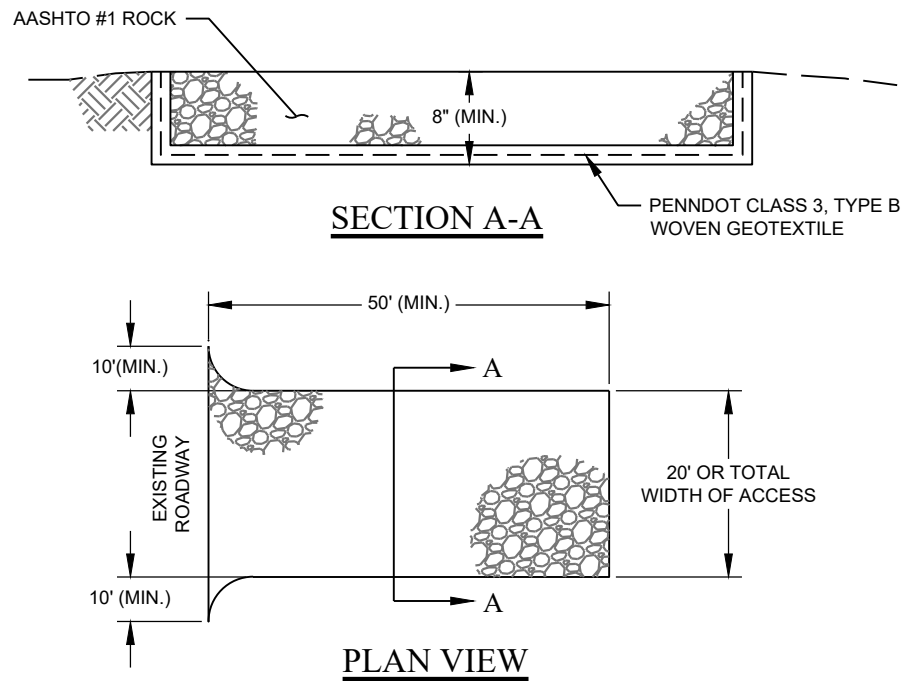 AASHTO #1 ROCK
8" (MIN.)
PENNDOT CLASS 3, TYPE B
WOVEN GEOTEXTILE
SECTION A-A
50' (MIN.)
10'(MIN.)
A
EXISTING
ROADWAY
20' OR TOTAL
WIDTH OF ACCESS
10' (MIN.)
A
PLAN VIEW